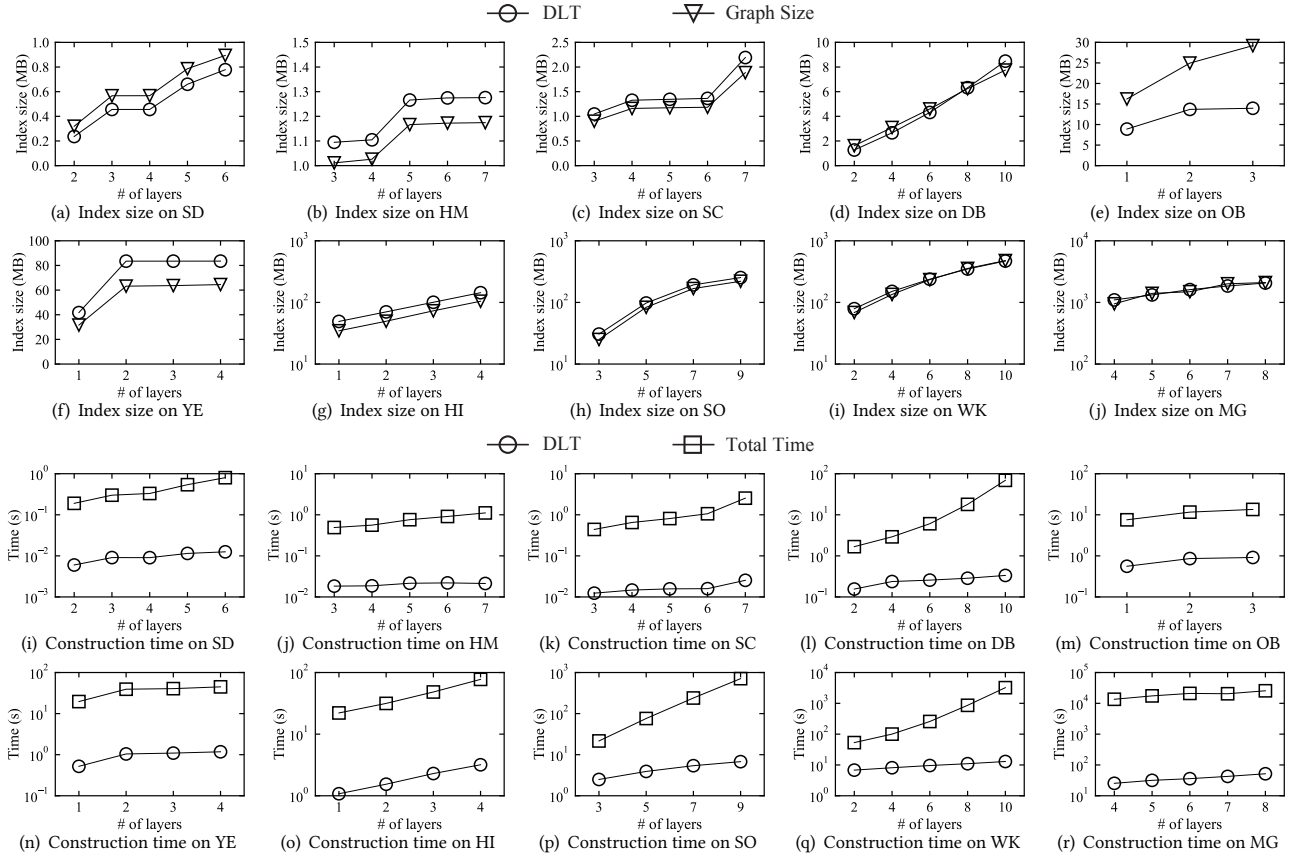 DLT Graph Size
1.0 0.8 0.6 0.4 0.2 0.0
Index size (MB)
2 3 4 5 6
# of layers
(a) Index size on SD
1.5 1.4 1.3 1.2 1.1 1.0
Index size (MB)
3 4 5 6 7
# of layers
(b) Index size on HM
2.5 2.0 1.5 1.0 0.5 0.0
Index size (MB)
3 4 5 6 7
# of layers
(c) Index size on SC
10 8 6 4 2 0
Index size (MB)
2 4 6 8 10
# of layers
(d) Index size on DB
30 25 20 15 10 5 0
Index size (MB)
1 2 3
# of layers
(e) Index size on OB
100 80 60 40 20 0
Index size (MB)
1 2 3 4
# of layers
(f) Index size on YE
10³ 10² 10¹
Index size (MB)
1 2 3 4
# of layers
(g) Index size on HI
10³ 10² 10¹
Index size (MB)
3 5 7 9
# of layers
(h) Index size on SO
10³ 10² 10¹
Index size (MB)
2 4 6 8 10
# of layers
(i) Index size on WK
10⁴ 10³ 10²
Index size (MB)
4 5 6 7 8
# of layers
(j) Index size on MG
DLT Total Time
10⁰ 10⁻¹ 10⁻² 10⁻³
Time (s)
2 3 4 5 6
# of layers
(i) Construction time on SD
10¹ 10⁰ 10⁻¹ 10⁻²
Time (s)
3 4 5 6 7
# of layers
(j) Construction time on HM
10¹ 10⁰ 10⁻¹ 10⁻²
Time (s)
3 4 5 6 7
# of layers
(k) Construction time on SC
10² 10¹ 10⁰ 10⁻¹
Time (s)
2 4 6 8 10
# of layers
(l) Construction time on DB
10² 10¹ 10⁰ 10⁻¹
Time (s)
1 2 3
# of layers
(m) Construction time on OB
10² 10¹ 10⁰ 10⁻¹
Time (s)
1 2 3 4
# of layers
(n) Construction time on YE
10² 10¹ 10⁰
Time (s)
1 2 3 4
# of layers
(o) Construction time on HI
10³ 10² 10¹ 10⁰
Time (s)
3 5 7 9
# of layers
(p) Construction time on SO
10⁴ 10³ 10² 10¹ 10⁰
Time (s)
2 4 6 8 10
# of layers
(q) Construction time on WK
10⁵ 10⁴ 10³ 10² 10¹
Time (s)
4 5 6 7 8
# of layers
(r) Construction time on MG